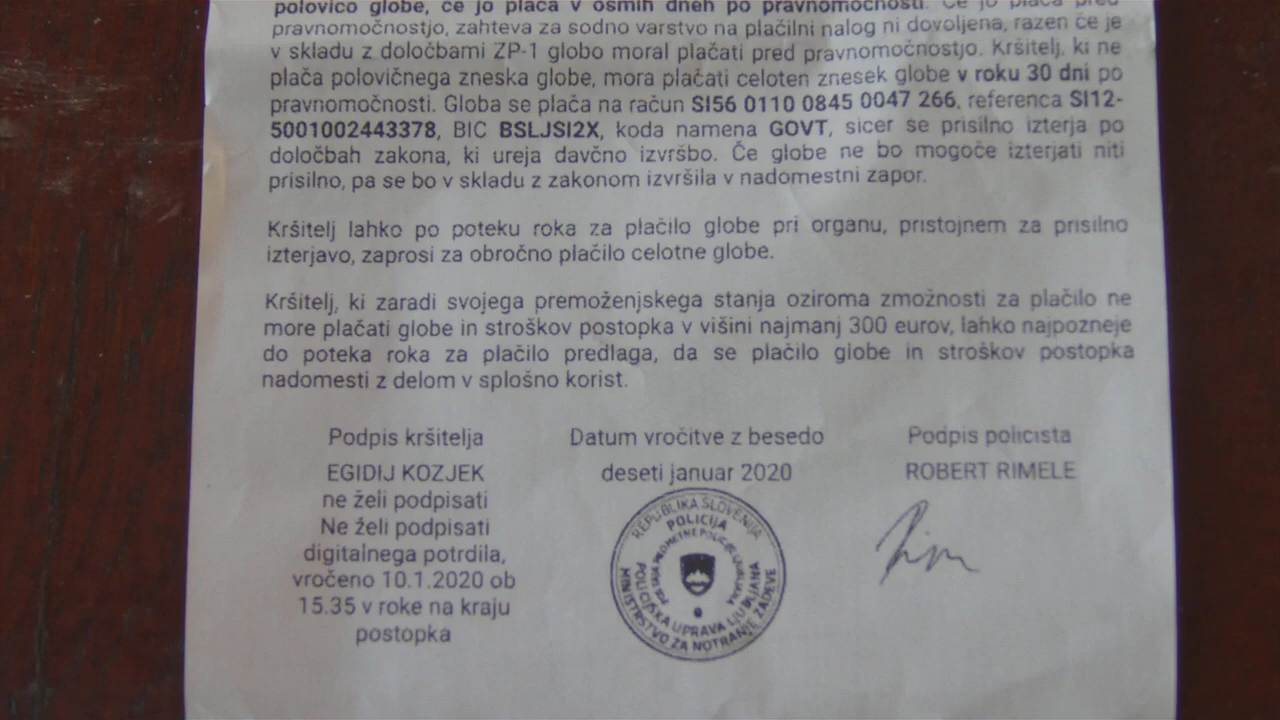 polovico globe, če jo plača v osmih dneh po pravnomočnosti. Če jo plača pred
pravnomočnostjo, zahteva za sodno varstvo na plačilni nalog ni dovoljena, razen če je
v skladu z določbami ZP-1 globo moral plačati pred pravnomočnostjo. Kršitelj, ki ne
plača polovičnega zneska globe, mora plačati celoten znesek globe v roku 30 dni po
pravnomočnosti. Globa se plača na račun SI56 0110 0845 0047 266, referenca SI12-
5001002443378, BIC BSLJSI2X, koda namena GOVT, sicer se prisilno izterja po
določbah zakona, ki ureja davčno izvršbo. Če globe ne bo mogoče izterjati niti
prisilno, pa se bo v skladu z zakonom izvršila v nadomestni zapor.
Kršitelj lahko po poteku roka za plačilo globe pri organu, pristojnem za prisilno
izterjavo, zaprosi za obročno plačilo celotne globe.
Kršitelj, ki zaradi svojega premoženjskega stanja oziroma zmožnosti za plačilo ne
more plačati globe in stroškov postopka v višini najmanj 300 eurov, lahko najpozneje
do poteka roka za plačilo predlaga, da se plačilo globe in stroškov postopka
nadomesti z delom v splošno korist.
Podpis kršitelja
EGIDIJ KOZJEK
ne želi podpisati
Ne želi podpisati
digitalnega potrdila,
vročeno 10.1.2020 ob
15.35 v roke na kraju
postopka
Datum vročitve z besedo
deseti januar 2020
REPUBLIKA SLOVENIJA
POLICIJA
PROMETNE POLICIJE LJUBLJANA
POLICIJSKA UPRAVA LJUBLJANA
MINISTRSTVO ZA NOTRANJE ZADEVE
Podpis policista
ROBERT RIMELE